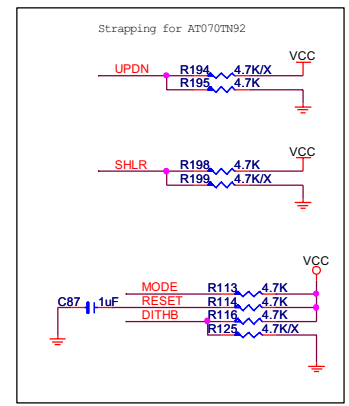 Strapping for AT070TN92
VCC
UPDN R194 4.7K/X
R195 4.7K
VCC
SHLR R198 4.7K
R199 4.7K/X
VCC
MODE R113 4.7K
C87 1uF RESET R114 4.7K
DITHB R116 4.7K
R125 4.7K/X